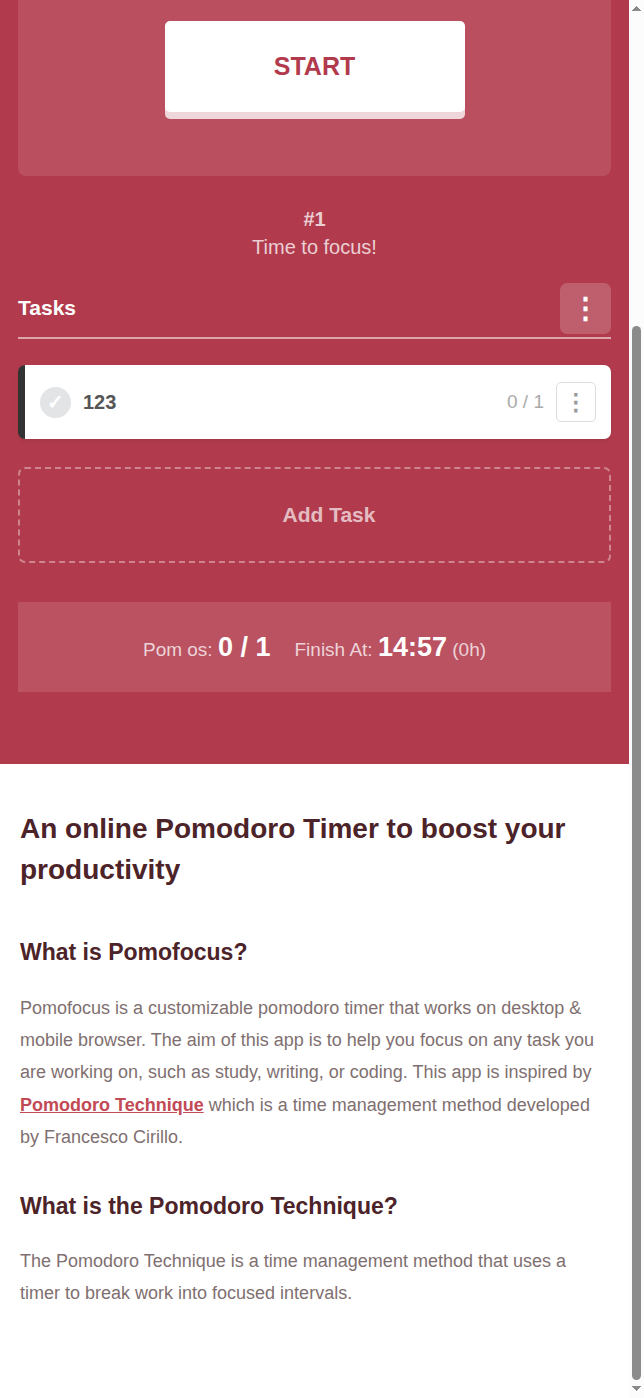 START
#1
Time to focus!
Tasks
123
0 / 1
Add Task
Pom os: 0 / 1 Finish At: 14:57 (0h)
An online Pomodoro Timer to boost your
productivity
What is Pomofocus?
Pomofocus is a customizable pomodoro timer that works on desktop &
mobile browser. The aim of this app is to help you focus on any task you
are working on, such as study, writing, or coding. This app is inspired by
Pomodoro Technique which is a time management method developed
by Francesco Cirillo.
What is the Pomodoro Technique?
The Pomodoro Technique is a time management method that uses a
timer to break work into focused intervals.